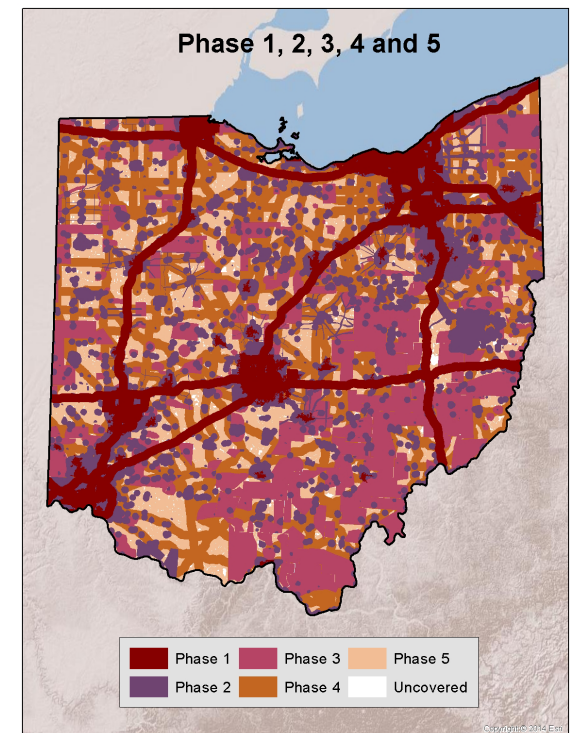 Phase 1, 2, 3, 4 and 5
Phase 1 Phase 3 Phase 5
Phase 2 Phase 4 Uncovered
Copyright:© 2014 Esri